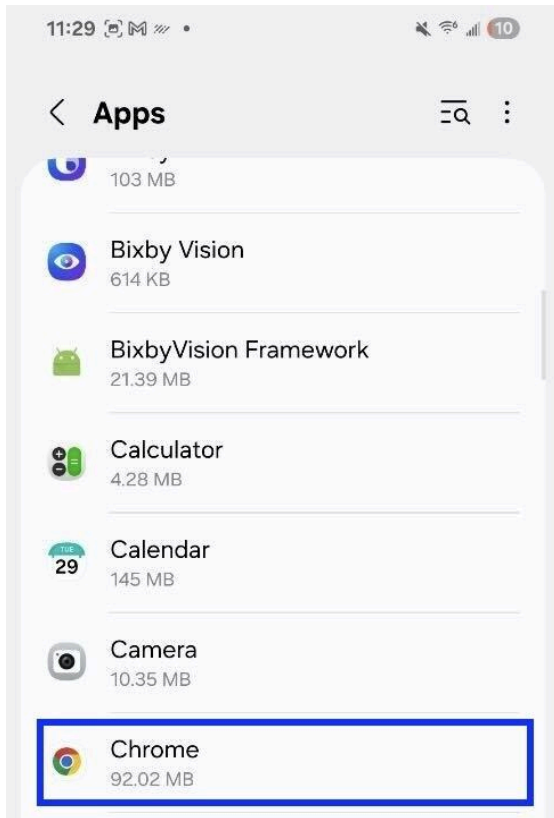 11:29
10
Apps
103 MB
Bixby Vision
614 KB
BixbyVision Framework
21.39 MB
Calculator
4.28 MB
TUE
29
Calendar
145 MB
Camera
10.35 MB
Chrome
92.02 MB